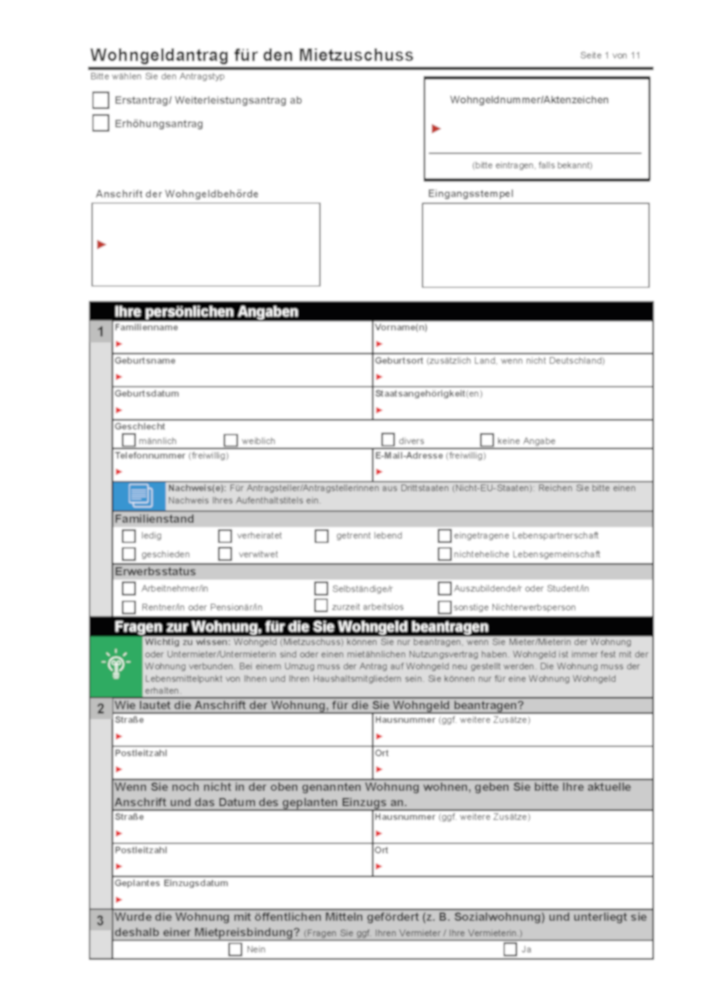 Wohngeldantrag für den Mietzuschuss
Seite 1 von 11
Bitte wählen Sie den Antragstyp
Erstantrag/ Weiterleistungsantrag ab
Erhöhungsantrag
Wohngeldnummer/Aktenzeichen
(bitte eintragen, falls bekannt)
Anschrift der Wohngeldbehörde
Eingangsstempel
Ihre persönlichen Angaben
1
Familienname
Vorname(n)
Geburtsname
Geburtsort (zusätzlich Land, wenn nicht Deutschland)
Geburtsdatum
Staatsangehörigkeit(en)
Geschlecht
männlich
weiblich
divers
keine Angabe
Telefonnummer (freiwillig)
E-Mail-Adresse (freiwillig)
Nachweis(e): Für Antragsteller/Antragstellerinnen aus Drittstaaten (Nicht-EU-Staaten): Reichen Sie bitte einen
Nachweis Ihres Aufenthaltstitels ein.
Familienstand
ledig
verheiratet
getrennt lebend
eingetragene Lebenspartnerschaft
geschieden
verwitwet
nichteheliche Lebensgemeinschaft
Erwerbsstatus
Arbeitnehmer/in
Selbständige/r
Auszubildende/r oder Student/in
Rentner/in oder Pensionär/in
zurzeit arbeitslos
sonstige Nichterwerbsperson
Fragen zur Wohnung, für die Sie Wohngeld beantragen
Wichtig zu wissen: Wohngeld (Mietzuschuss) können Sie nur beantragen, wenn Sie Mieter/Mieterin der Wohnung
oder Untermieter/Untermieterin sind oder einen mietähnlichen Nutzungsvertrag haben. Wohngeld ist immer fest mit der
Wohnung verbunden. Bei einem Umzug muss der Antrag auf Wohngeld neu gestellt werden. Die Wohnung muss der
Lebensmittelpunkt von Ihnen und Ihren Haushaltsmitgliedern sein. Sie können nur für eine Wohnung Wohngeld
erhalten.
2
Wie lautet die Anschrift der Wohnung, für die Sie Wohngeld beantragen?
Straße
Hausnummer (ggf. weitere Zusätze)
Postleitzahl
Ort
Wenn Sie noch nicht in der oben genannten Wohnung wohnen, geben Sie bitte Ihre aktuelle
Anschrift und das Datum des geplanten Einzugs an.
Straße
Hausnummer (ggf. weitere Zusätze)
Postleitzahl
Ort
Geplantes Einzugsdatum
3
Wurde die Wohnung mit öffentlichen Mitteln gefördert (z. B. Sozialwohnung) und unterliegt sie
deshalb einer Mietpreisbindung? (Fragen Sie ggf. Ihren Vermieter / Ihre Vermieterin.)
Nein
Ja